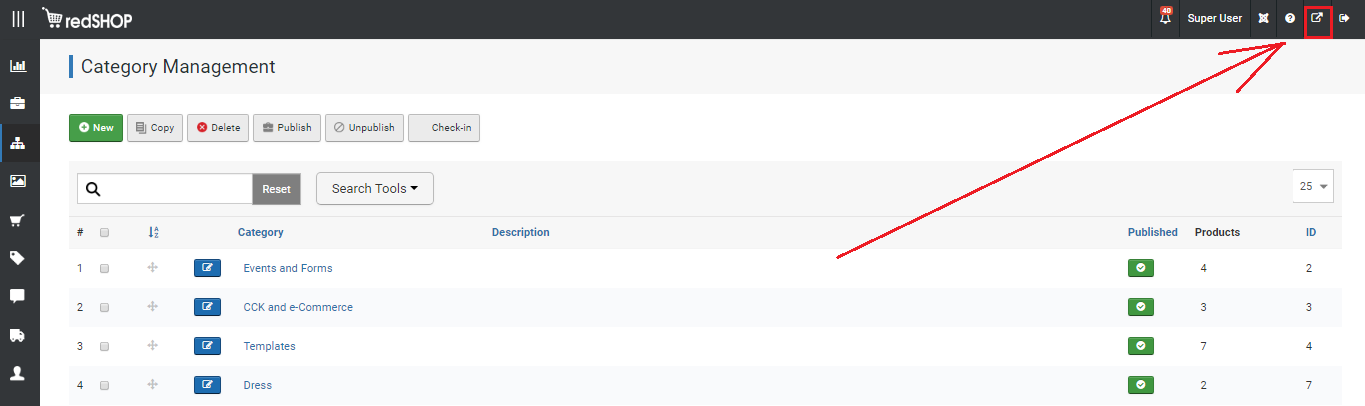 redSHOP
40
Super User
Category Management
New Copy Delete Publish Unpublish Check-in
Reset Search Tools 25
# Category Description Published Products ID
1 Events and Forms 4 2
2 CCK and e-Commerce 3 3
3 Templates 7 4
4 Dress 2 7